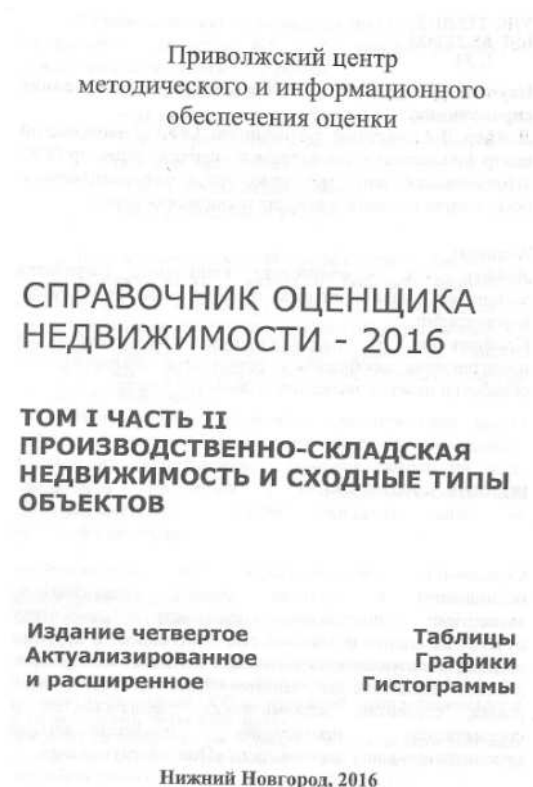 Приволжский центр
методического и информационного
обеспечения оценки
СПРАВОЧНИК ОЦЕНЩИКА
НЕДВИЖИМОСТИ - 2016
ТОМ I ЧАСТЬ II
ПРОИЗВОДСТВЕННО-СКЛАДСКАЯ
НЕДВИЖИМОСТЬ И СХОДНЫЕ ТИПЫ
ОБЪЕКТОВ
Издание четвертое
Актуализированное
и расширенное
Таблицы
Графики
Гистограммы
Нижний Новгород, 2016